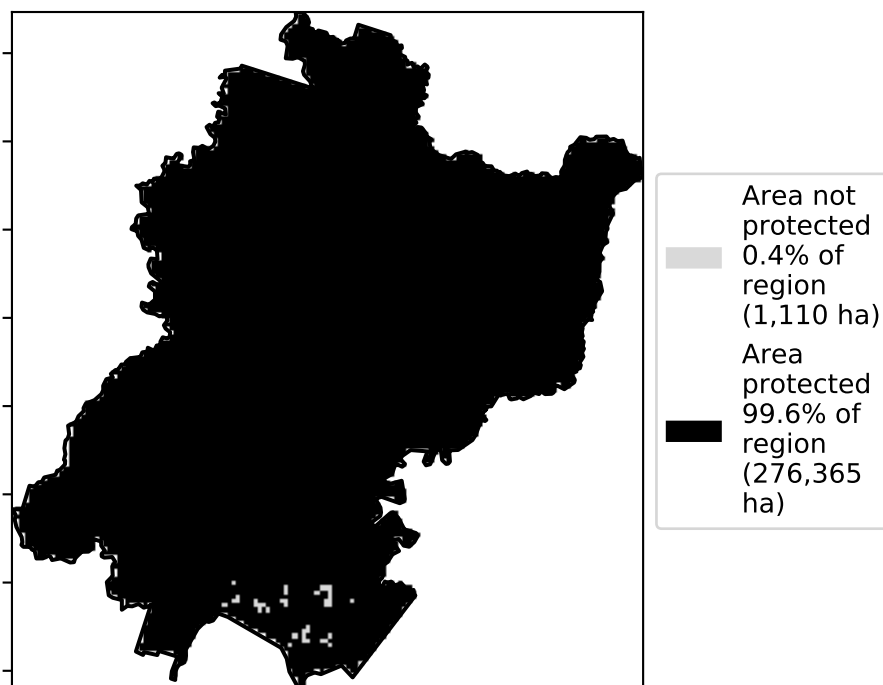 Area not
protected
0.4% of
region
(1,110 ha)
Area
protected
99.6% of
region
(276,365
ha)